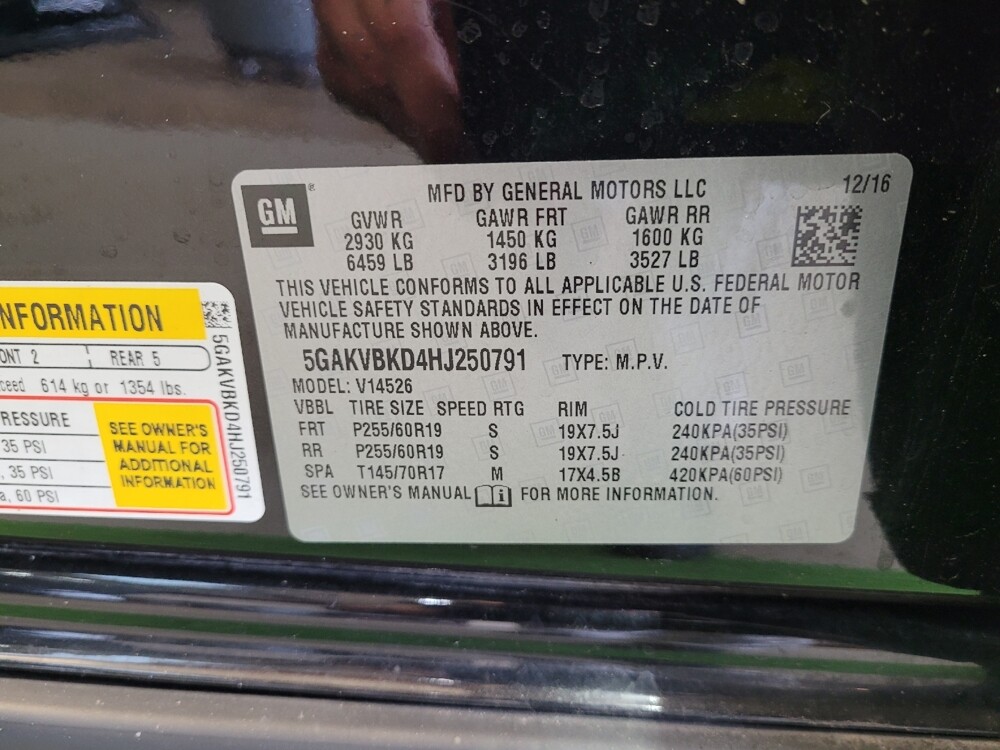 GM ®
MFD BY GENERAL MOTORS LLC 12/16
GVWR GAWR FRT GAWR RR
2930 KG 1450 KG 1600 KG
6459 LB 3196 LB 3527 LB
THIS VEHICLE CONFORMS TO ALL APPLICABLE U.S. FEDERAL MOTOR
VEHICLE SAFETY STANDARDS IN EFFECT ON THE DATE OF
MANUFACTURE SHOWN ABOVE.
5GAKVBKD4HJ250791 TYPE: M.P.V.
MODEL: V14526
VBBL TIRE SIZE SPEED RTG RIM COLD TIRE PRESSURE
FRT P255/60R19 S 19X7.5J 240KPA(35PSI)
RR P255/60R19 S 19X7.5J 240KPA(35PSI)
SPA T145/70R17 M 17X4.5B 420KPA(60PSI)
SEE OWNER'S MANUAL i FOR MORE INFORMATION.
NFORMATION
ONT 2 REAR 5
ceed 614 kg or 1354 lbs.
RESSURE
35 PSI
, 35 PSI
a, 60 PSI
SEE OWNER'S
MANUAL FOR
ADDITIONAL
INFORMATION
5GAKVBKD4HJ250791